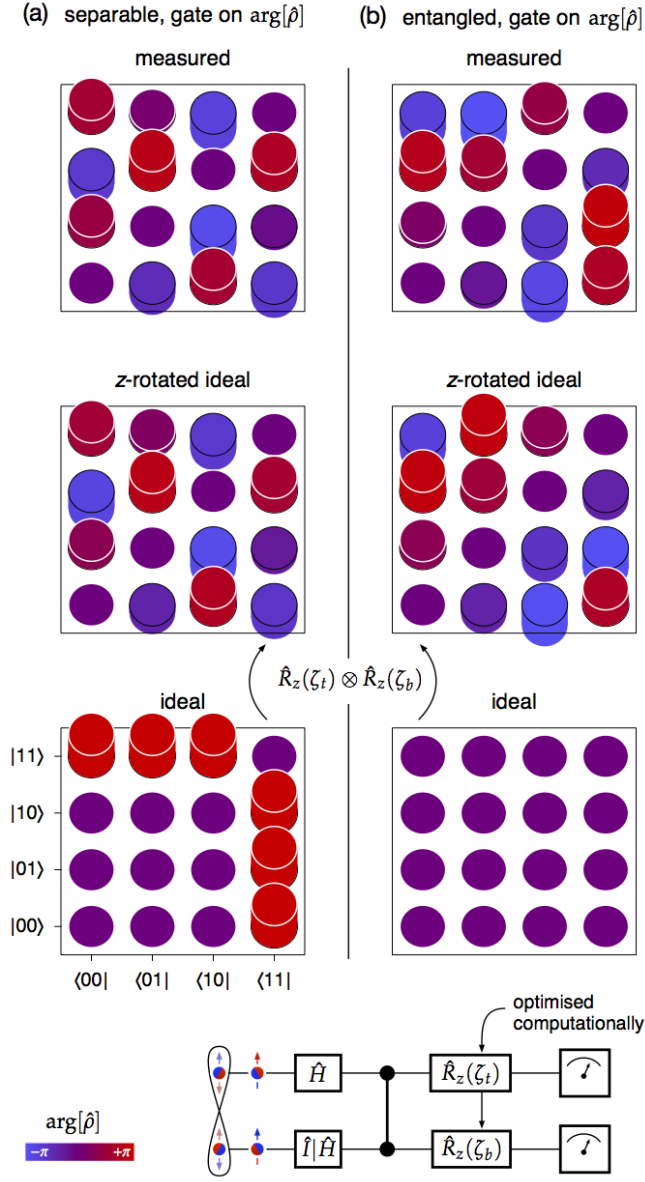 (a) separable, gate on arg[ρ̂]
(b) entangled, gate on arg[ρ̂]
measured
measured
z-rotated ideal
z-rotated ideal
R̂z(ζt) ⊗ R̂z(ζb)
ideal
ideal
|11⟩
|10⟩
|01⟩
|00⟩
⟨00| ⟨01| ⟨10| ⟨11|
optimised
computationally
Ĥ
R̂z(ζt)
Î|Ĥ
R̂z(ζb)
arg[ρ̂]
−π +π